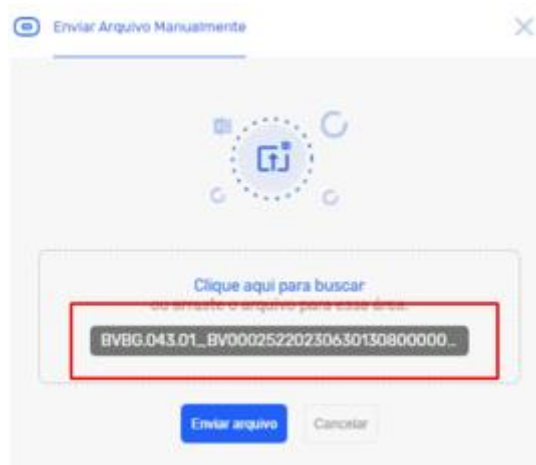 Enviar Arquivo Manualmente
Clique aqui para buscar
ou arraste o arquivo para essa área.
BVBG.043.01_BV000252202306301308000000_
Enviar arquivo
Cancelar